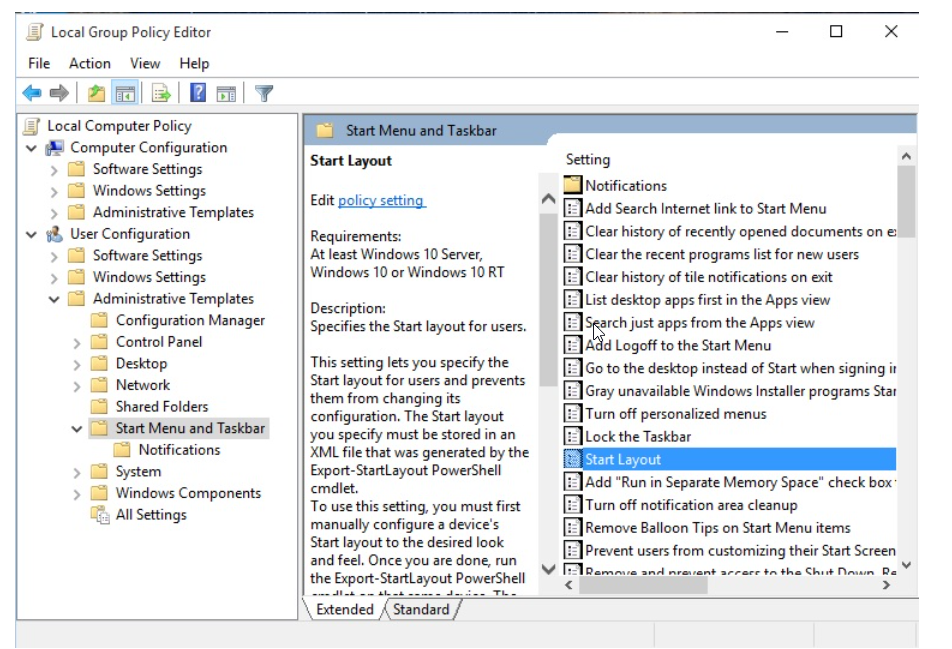 Local Group Policy Editor
File Action View Help
Local Computer Policy
Computer Configuration
Software Settings
Windows Settings
Administrative Templates
User Configuration
Software Settings
Windows Settings
Administrative Templates
Configuration Manager
Control Panel
Desktop
Network
Shared Folders
Start Menu and Taskbar
Notifications
System
Windows Components
All Settings
Start Menu and Taskbar
Start Layout
Edit policy setting
Requirements:
At least Windows 10 Server,
Windows 10 or Windows 10 RT
Description:
Specifies the Start layout for users.
This setting lets you specify the
Start layout for users and prevents
them from changing its
configuration. The Start layout
you specify must be stored in an
XML file that was generated by the
Export-StartLayout PowerShell
cmdlet.
To use this setting, you must first
manually configure a device's
Start layout to the desired look
and feel. Once you are done, run
the Export-StartLayout PowerShell
cmdlet on that same device. The
Setting
Notifications
Add Search Internet link to Start Menu
Clear history of recently opened documents on ex
Clear the recent programs list for new users
Clear history of tile notifications on exit
List desktop apps first in the Apps view
Search just apps from the Apps view
Add Logoff to the Start Menu
Go to the desktop instead of Start when signing in
Gray unavailable Windows Installer programs Star
Turn off personalized menus
Lock the Taskbar
Start Layout
Add "Run in Separate Memory Space" check box
Turn off notification area cleanup
Remove Balloon Tips on Start Menu items
Prevent users from customizing their Start Screen
Remove and prevent access to the Shut Down, Re
Extended Standard